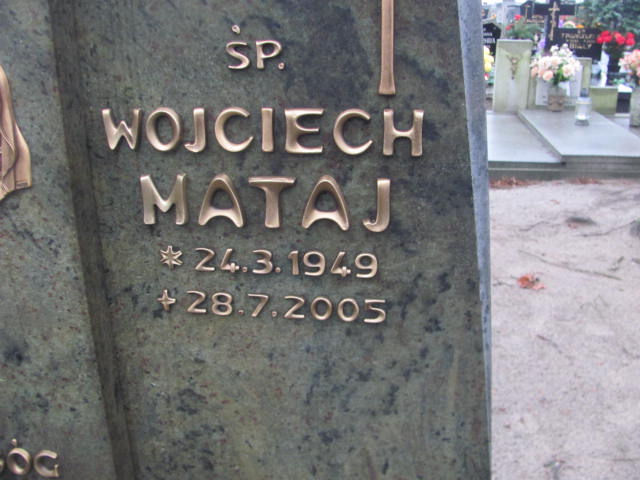 ŚP.
WOJCIECH
MATAJ
* 24.3.1949
+ 28.7.2005